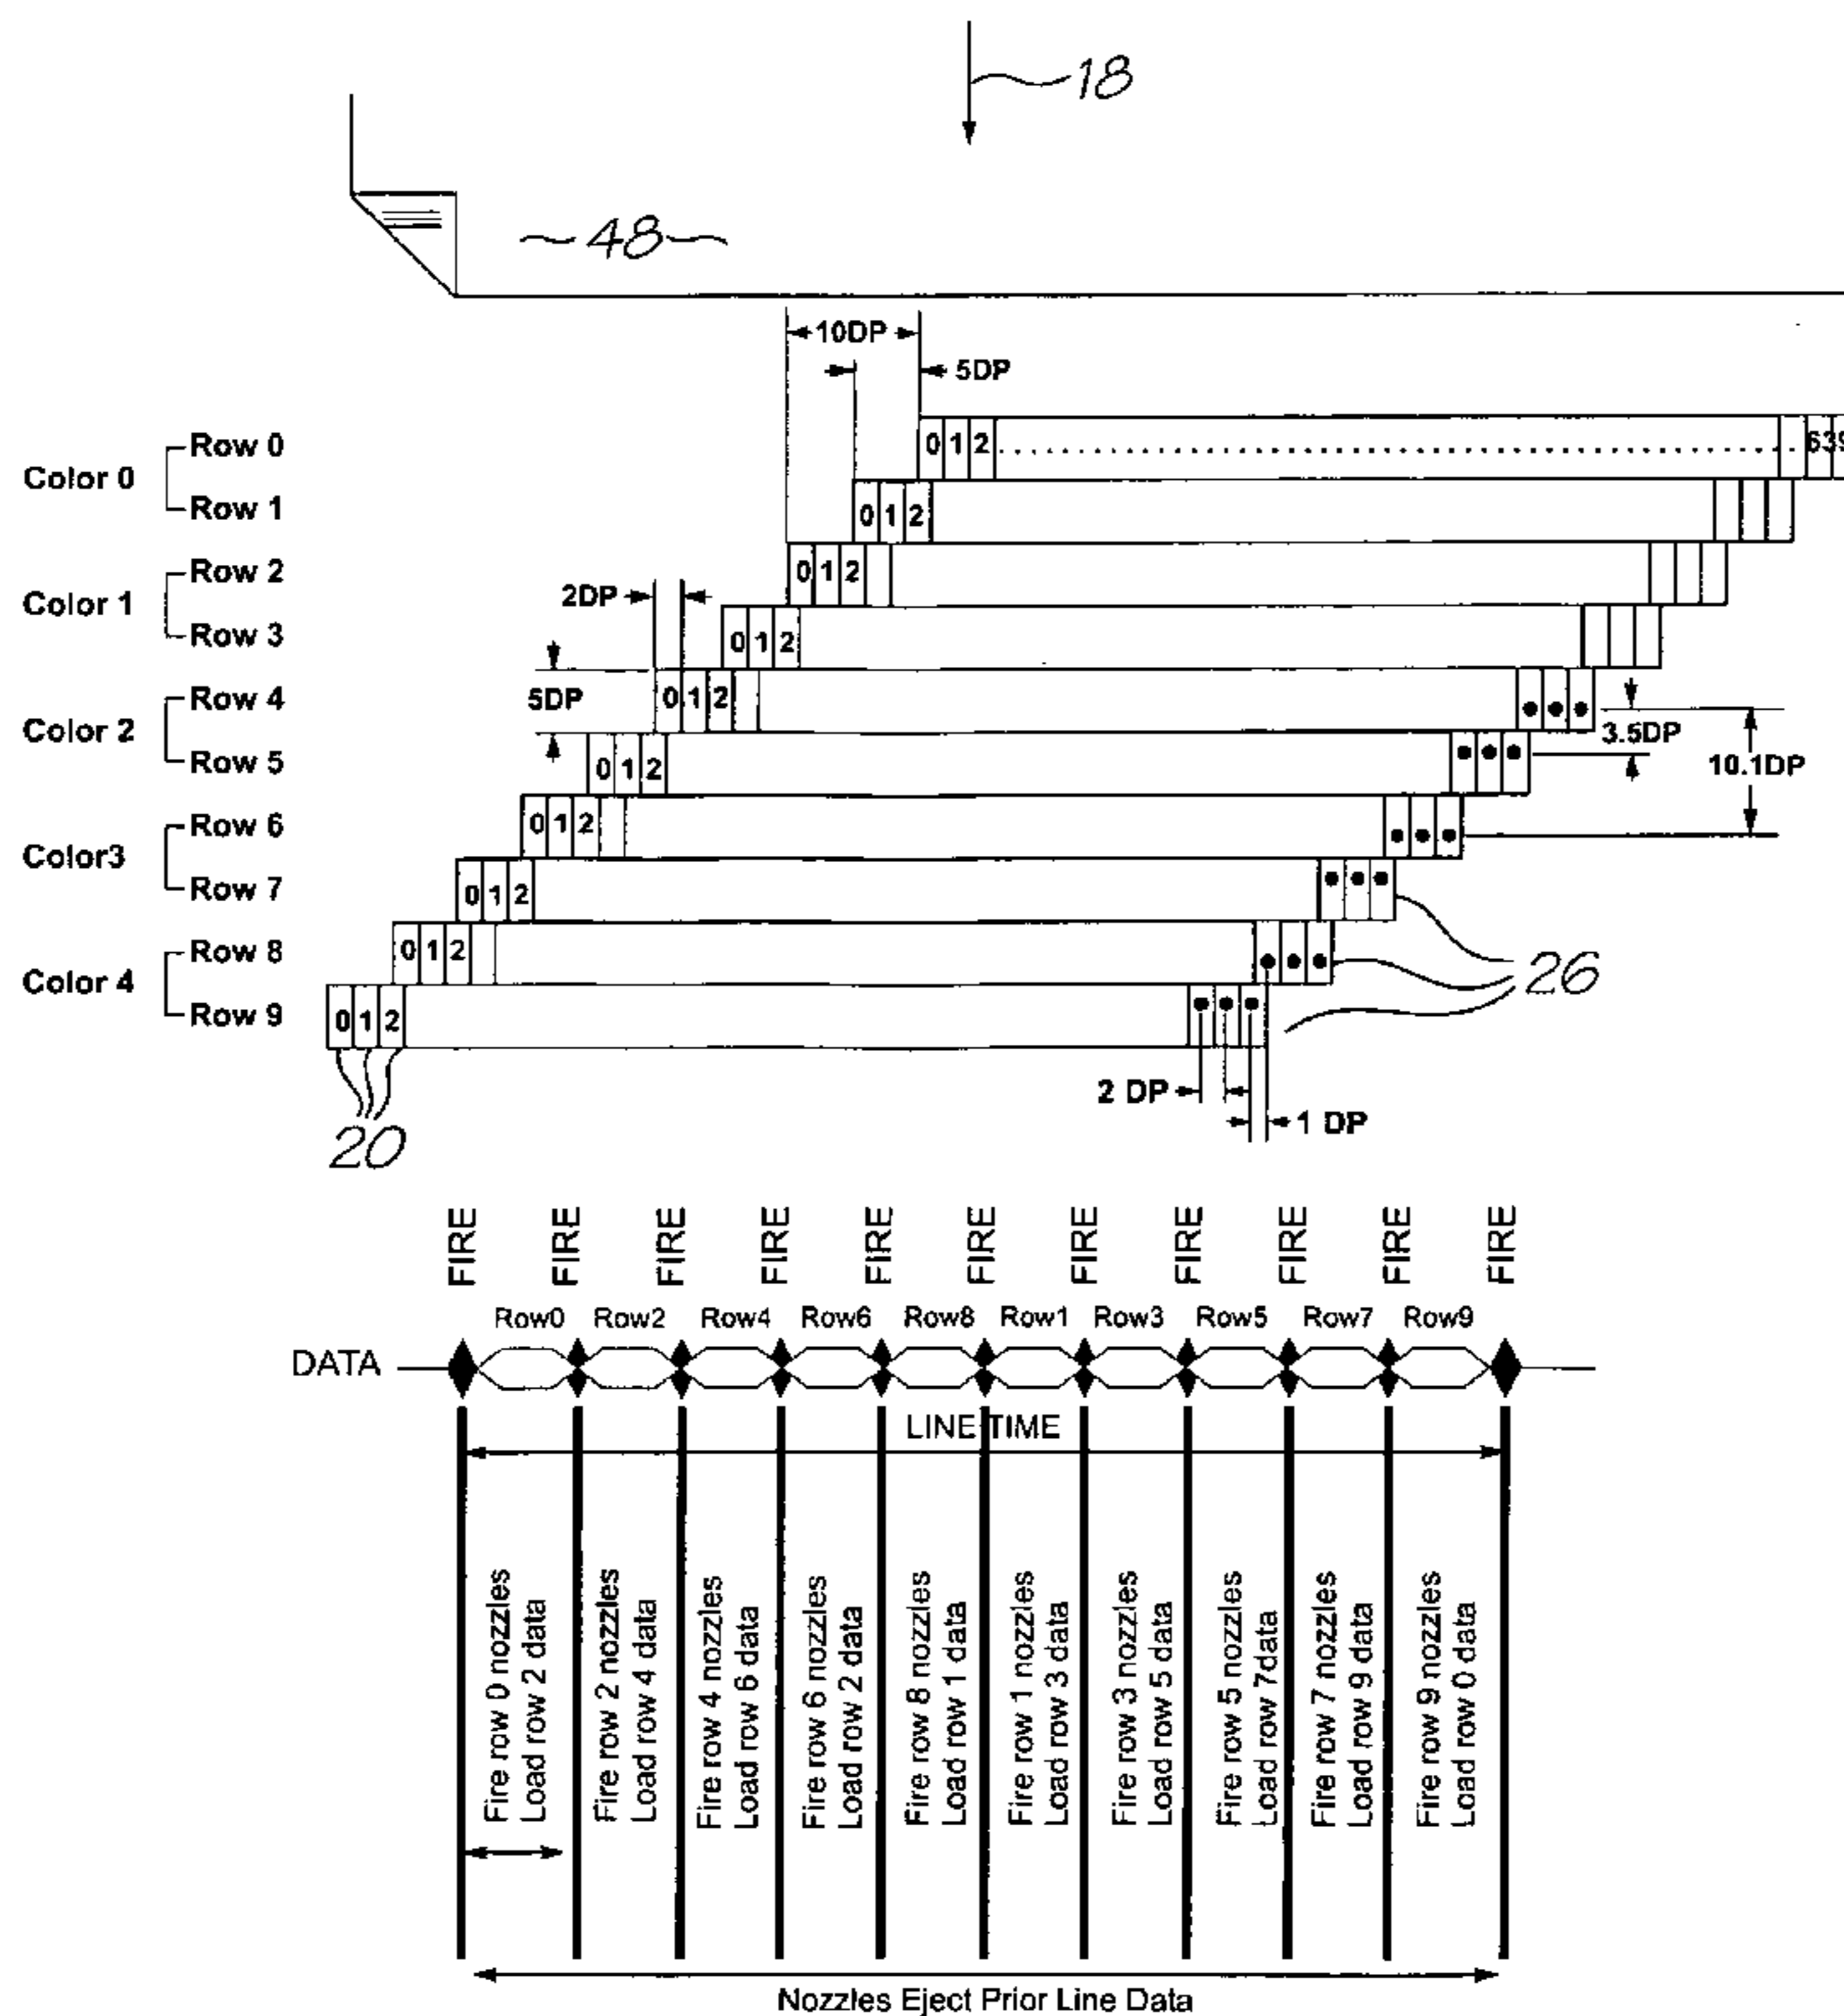 18
~48~
10DP
5DP
Color 0
Row 0
0 1 2 ........ 639
Row 1
0 1 2
Color 1
Row 2
0 1 2
2DP
Row 3
0 1 2
Color 2
Row 4
5DP
0 1 2
3.5DP
10.1DP
Row 5
0 1 2
Color3
Row 6
0 1 2
Row 7
0 1 2
Color 4
Row 8
0 1 2
26
Row 9
0 1 2
2 DP
1 DP
20
FIRE FIRE FIRE FIRE FIRE FIRE FIRE FIRE FIRE FIRE FIRE
Row0 Row2 Row4 Row6 Row8 Row1 Row3 Row5 Row7 Row9
DATA
LINE TIME
Fire row 0 nozzles
Load row 2 data
Fire row 2 nozzles
Load row 4 data
Fire row 4 nozzles
Load row 6 data
Fire row 6 nozzles
Load row 2 data
Fire row 8 nozzles
Load row 1 data
Fire row 1 nozzles
Load row 3 data
Fire row 3 nozzles
Load row 5 data
Fire row 5 nozzles
Load row 7data
Fire row 7 nozzles
Load row 9 data
Fire row 9 nozzles
Load row 0 data
Nozzles Eject Prior Line Data